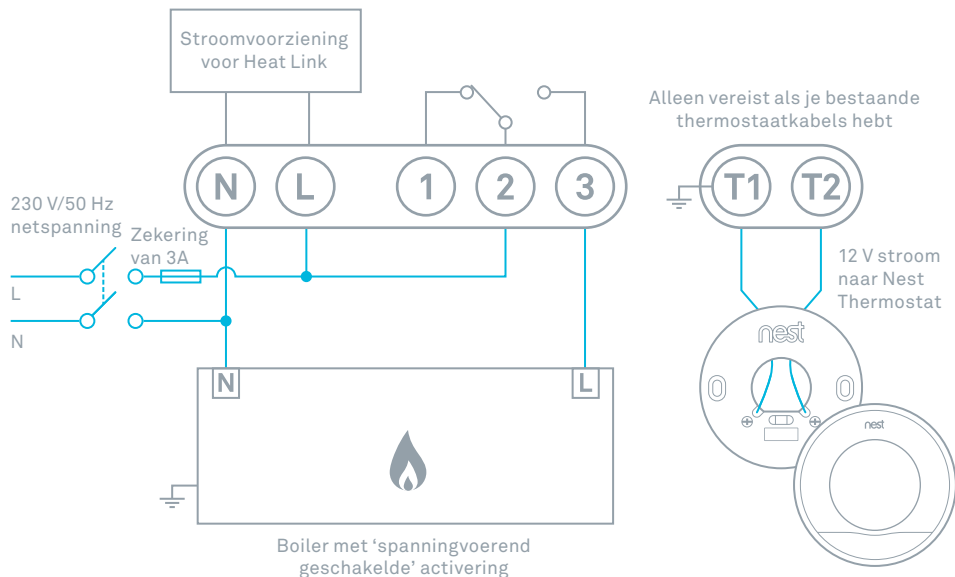 Stroomvoorziening
voor Heat Link
Alleen vereist als je bestaande
thermostaatkabels hebt
N L 1 2 3 T1 T2
230 V/50 Hz
netspanning
Zekering
van 3A
L
N
12 V stroom
naar Nest
Thermostat
nest
N L
nest
Boiler met ‘spanningvoerend
geschakelde’ activering